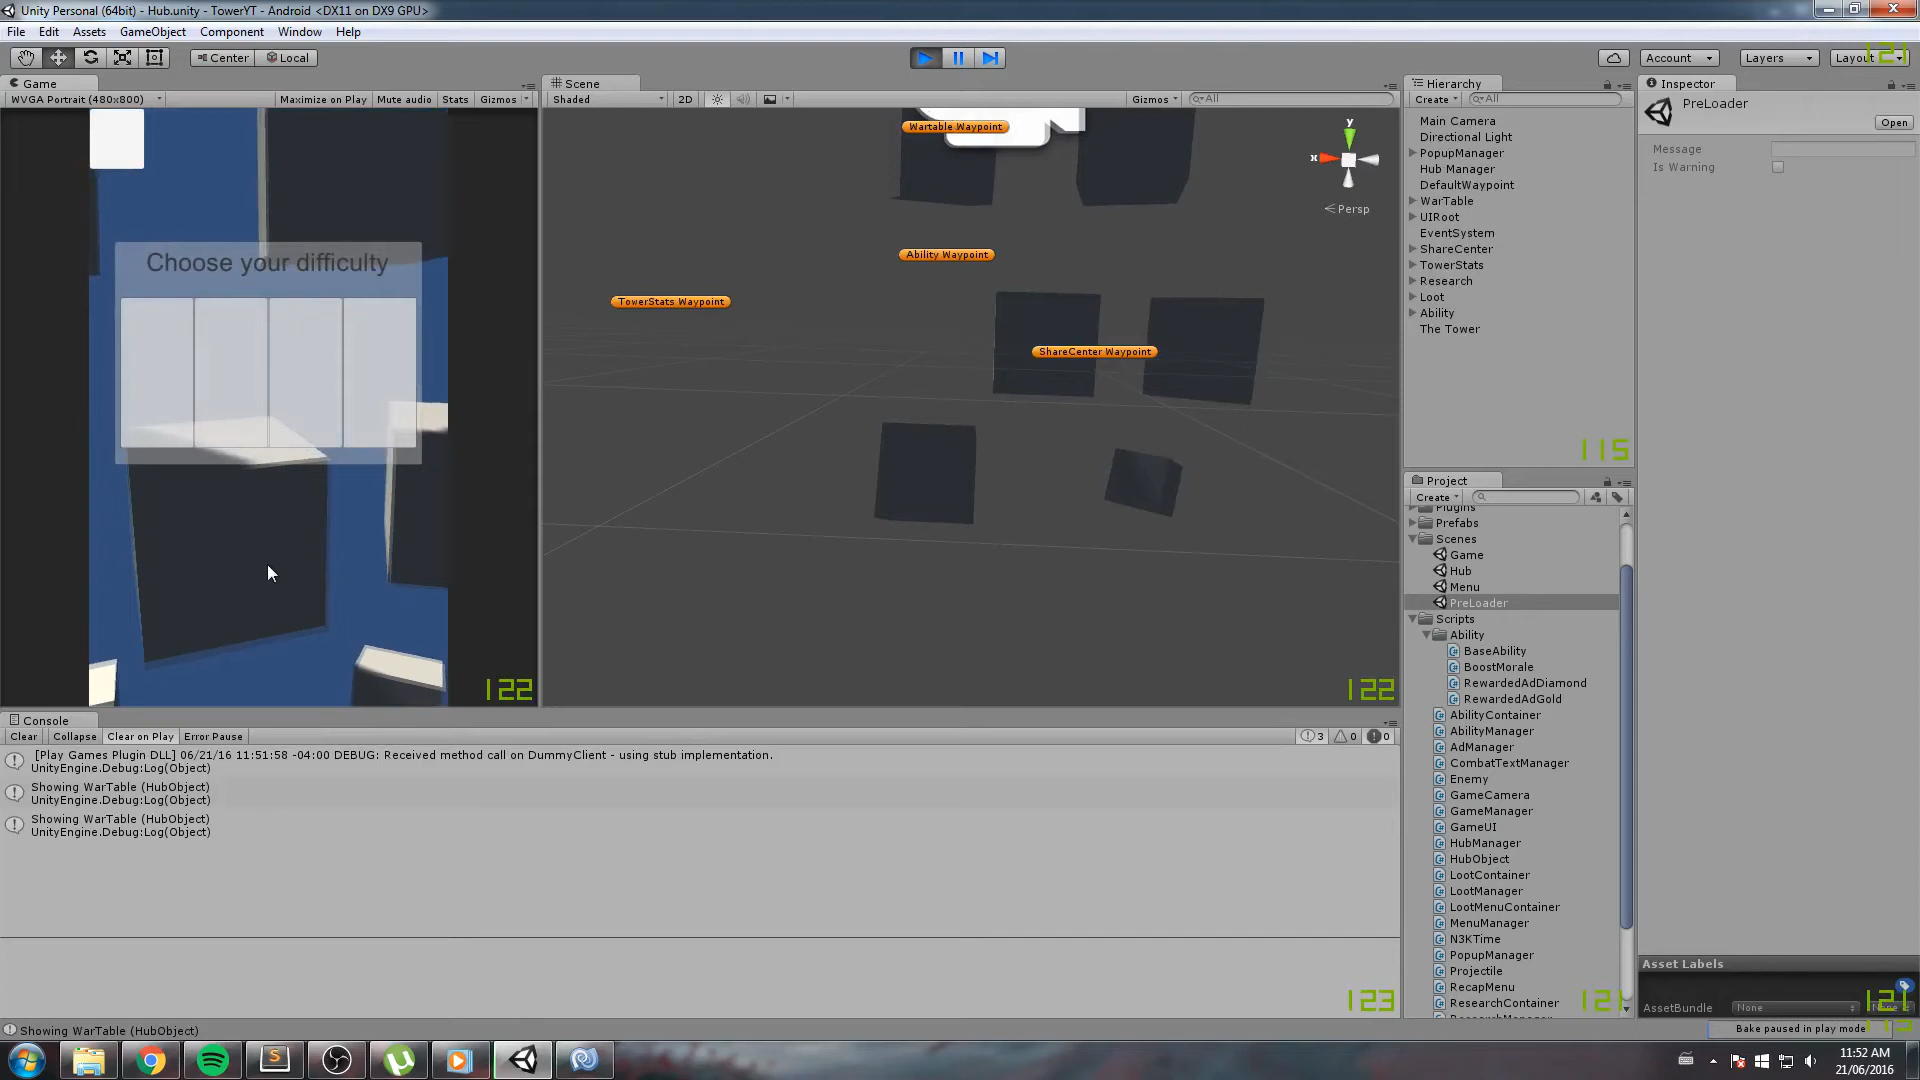 Unity Personal (64bit) - Hub.unity - TowerYT - Android <DX11 on DX9 GPU>
File Edit Assets GameObject Component Window Help
Center Local Account Layers Layout
121
Game
WVGA Portrait (480x800) Maximize on Play Mute audio Stats Gizmos
Choose your difficulty
122
Scene
Shaded 2D Gizmos All
Wartable Waypoint
Ability Waypoint
TowerStats Waypoint
ShareCenter Waypoint
y
x
Persp
122
Hierarchy
Create All
Main Camera
Directional Light
PopupManager
Hub Manager
DefaultWaypoint
WarTable
UIRoot
EventSystem
ShareCenter
TowerStats
Research
Loot
Ability
The Tower
115
Project
Create
Plugins
Prefabs
Scenes
Game
Hub
Menu
PreLoader
Scripts
Ability
BaseAbility
BoostMorale
RewardedAdDiamond
RewardedAdGold
AbilityContainer
AbilityManager
AdManager
CombatTextManager
Enemy
GameCamera
GameManager
GameUI
HubManager
HubObject
LootContainer
LootManager
LootMenuContainer
MenuManager
N3KTime
PopupManager
Projectile
RecapMenu
ResearchContainer
121
Inspector
PreLoader
Open
Message
Is Warning
Asset Labels
AssetBundle None
121
Console
Clear Collapse Clear on Play Error Pause 3 0 0
[Play Games Plugin DLL] 06/21/16 11:51:58 -04:00 DEBUG: Received method call on DummyClient - using stub implementation.
UnityEngine.Debug:Log(Object)
Showing WarTable (HubObject)
UnityEngine.Debug:Log(Object)
Showing WarTable (HubObject)
UnityEngine.Debug:Log(Object)
123
Showing WarTable (HubObject)
Bake paused in play mode
11:52 AM
21/06/2016